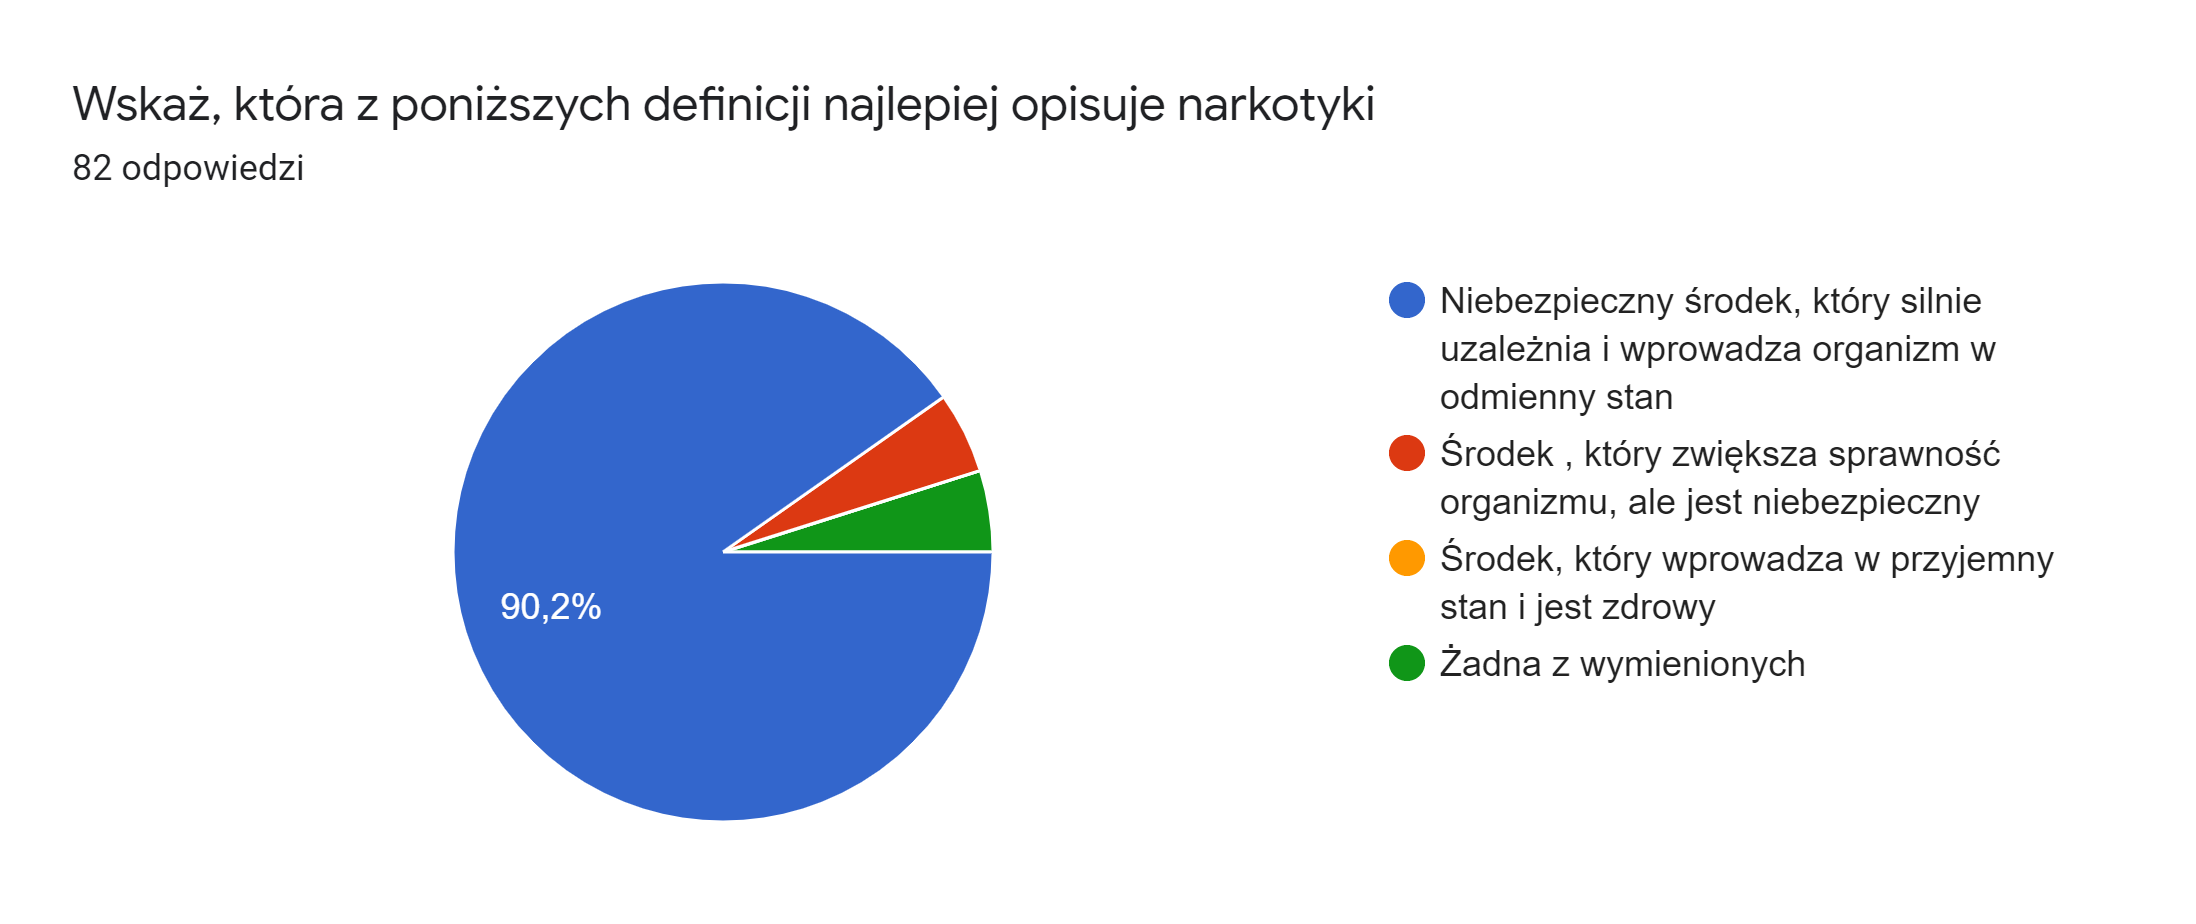 Wskaż, która z poniższych definicji najlepiej opisuje narkotyki
82 odpowiedzi
90,2%
Niebezpieczny środek, który silnie
uzależnia i wprowadza organizm w
odmienny stan
Środek , który zwiększa sprawność
organizmu, ale jest niebezpieczny
Środek, który wprowadza w przyjemny
stan i jest zdrowy
Żadna z wymienionych